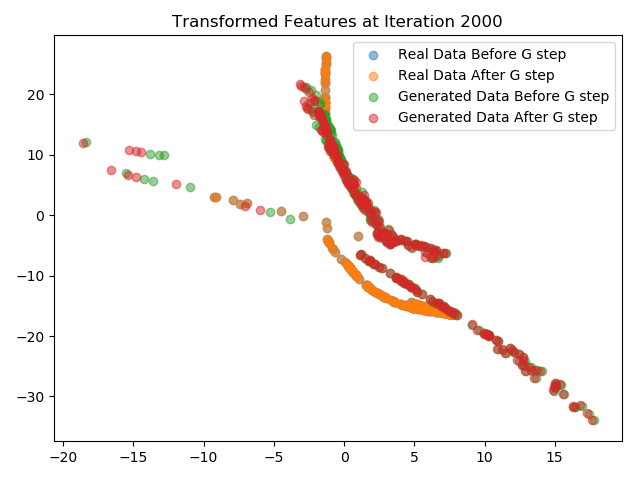 Transformed Features at Iteration 2000
Real Data Before G step
Real Data After G step
Generated Data Before G step
Generated Data After G step
20
10
0
−10
−20
−30
−20 −15 −10 −5 0 5 10 15